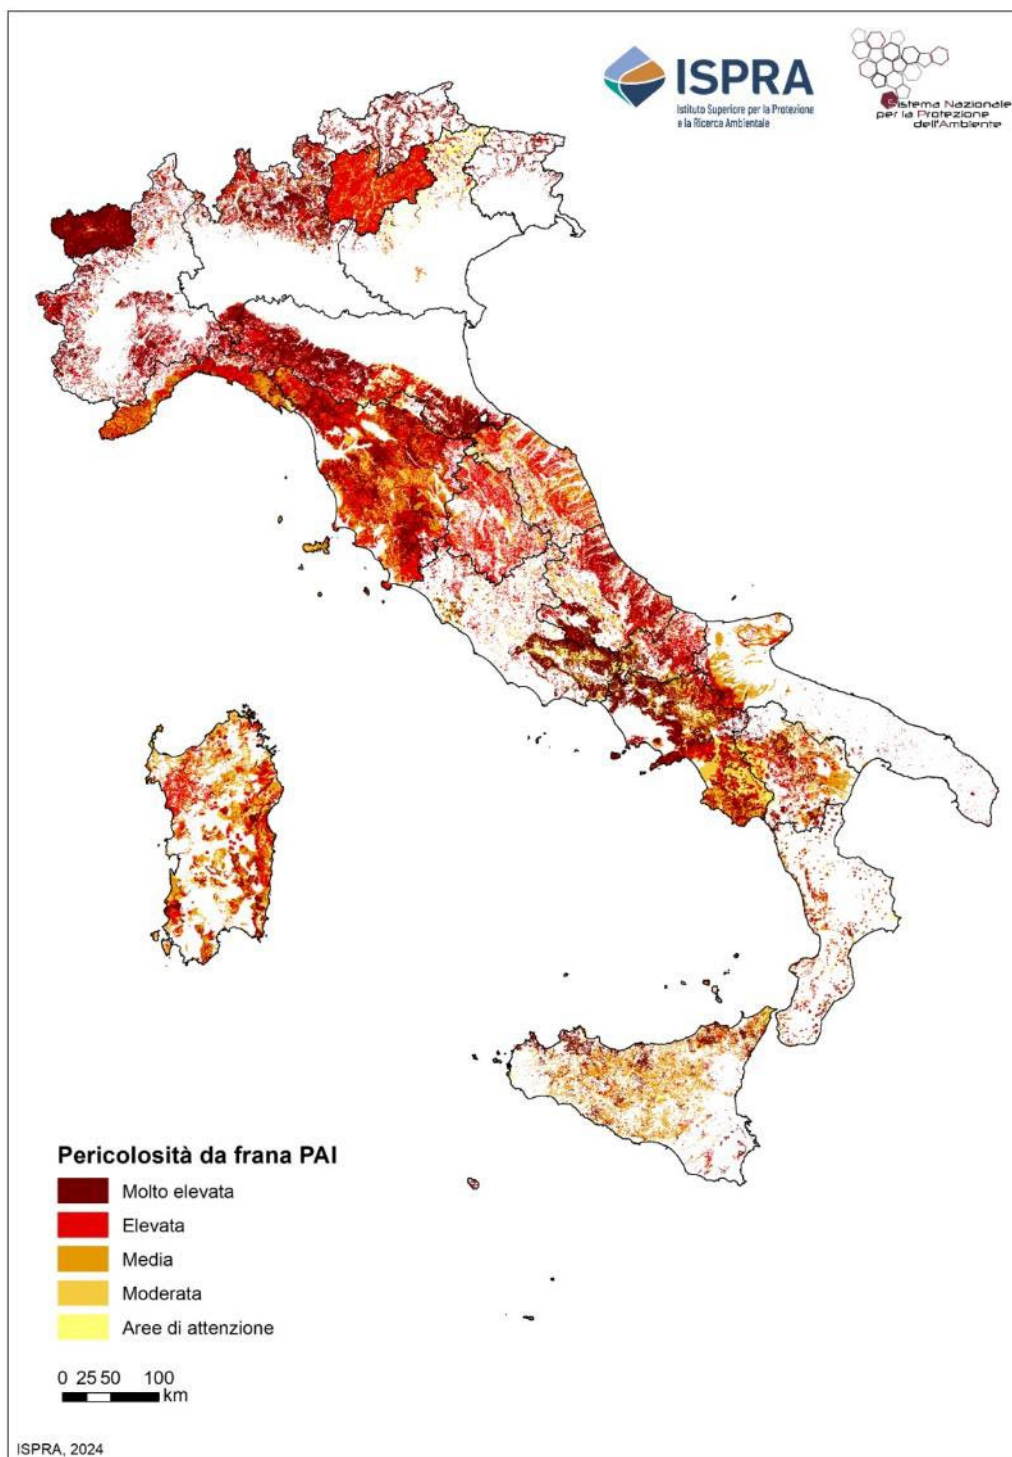 ISPRA
Istituto Superiore per la Protezione
e la Ricerca Ambientale
Sistema Nazionale
per la Protezione
dell'Ambiente
Pericolosità da frana PAI
Molto elevata
Elevata
Media
Moderata
Aree di attenzione
0 25 50 100
km
ISPRA, 2024